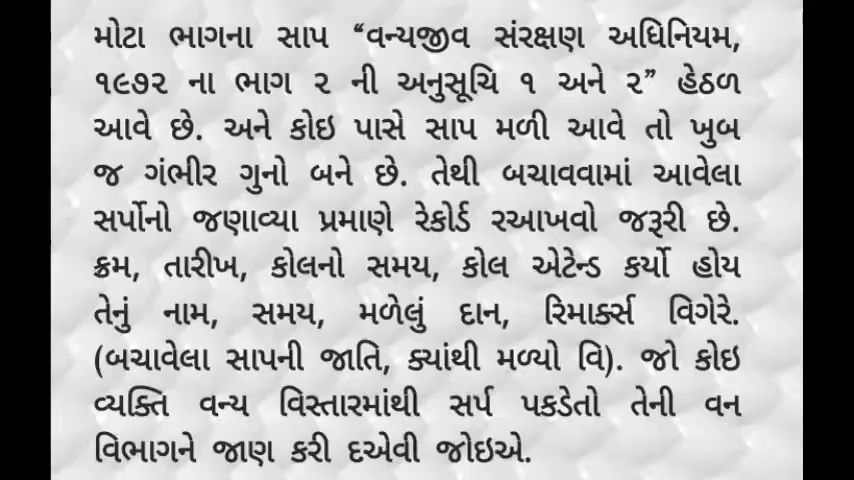 મોટા ભાગના સાપ “વન્યજીવ સંરક્ષણ અધિનિયમ,
૧૯૭૨ ના ભાગ ૨ ની અનુસૂચિ ૧ અને ૨” હેઠળ
આવે છે. અને કોઇ પાસે સાપ મળી આવે તો ખુબ
જ ગંભીર ગુનો બને છે. તેથી બચાવવામાં આવેલા
સર્પોનો જણાવ્યા પ્રમાણે રેકોર્ડ રઆખવો જરૂરી છે.
ક્રમ, તારીખ, કોલનો સમય, કોલ એટેન્ડ કર્યો હોય
તેનું નામ, સમય, મળેલું દાન, રિમાર્ક્સ વિગેરે.
(બચાવેલા સાપની જાતિ, ક્યાંથી મળ્યો વિ). જો કોઇ
વ્યક્તિ વન્ય વિસ્તારમાંથી સર્પ પકડેતો તેની વન
વિભાગને જાણ કરી દએવી જોઇએ.